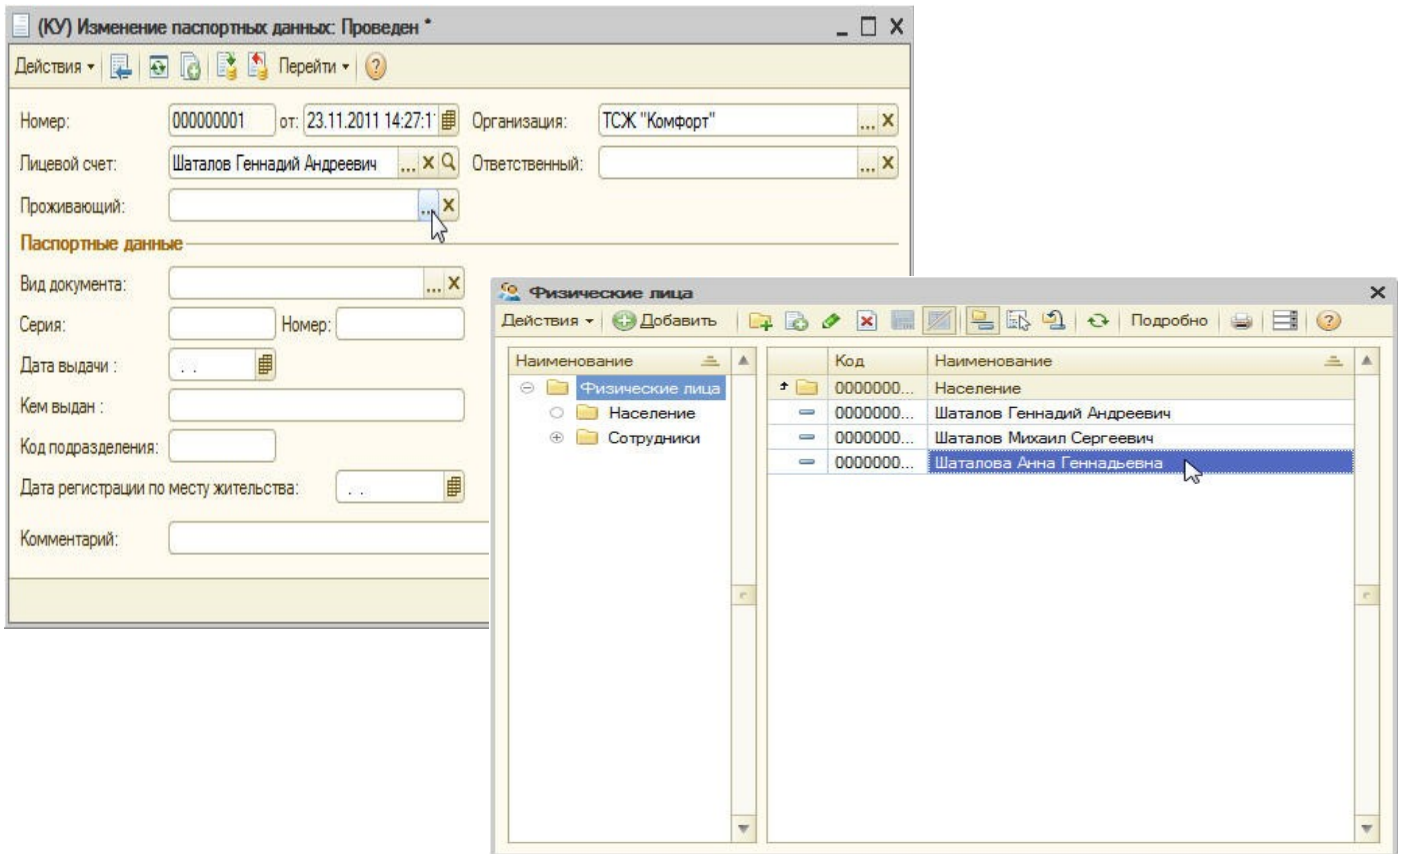 (КУ) Изменение паспортных данных: Проведен *
Действия Перейти
Номер: 000000001 от: 23.11.2011 14:27:1 Организация: ТСЖ "Комфорт"
Лицевой счет: Шаталов Геннадий Андреевич Ответственный:
Проживающий:
Паспортные данные
Вид документа:
Серия: Номер:
Дата выдачи :
Кем выдан :
Код подразделения:
Дата регистрации по месту жительства:
Комментарий:
Физические лица
Действия Добавить Подробно
Наименование
Физические лица
Население
Сотрудники
Код Наименование
0000000... Население
0000000... Шаталов Геннадий Андреевич
0000000... Шаталов Михаил Сергеевич
0000000... Шаталова Анна Геннадьевна